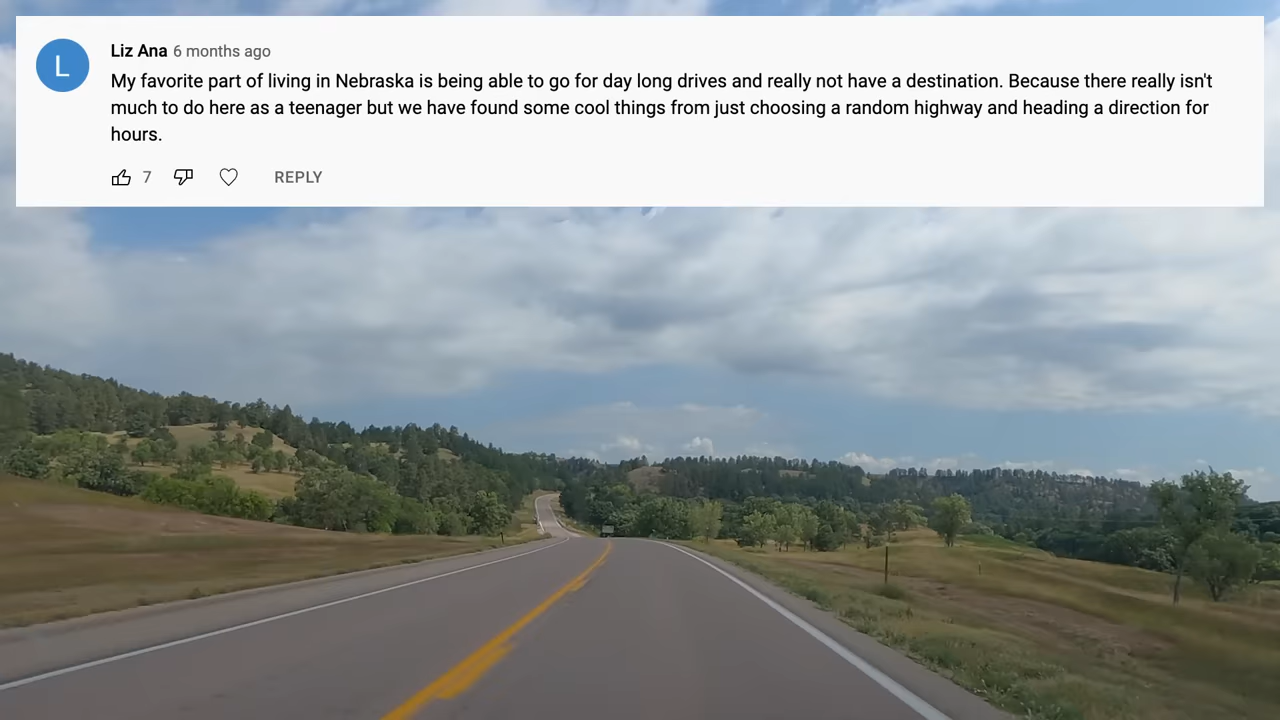 L
Liz Ana 6 months ago
My favorite part of living in Nebraska is being able to go for day long drives and really not have a destination. Because there really isn't
much to do here as a teenager but we have found some cool things from just choosing a random highway and heading a direction for
hours.
7 REPLY